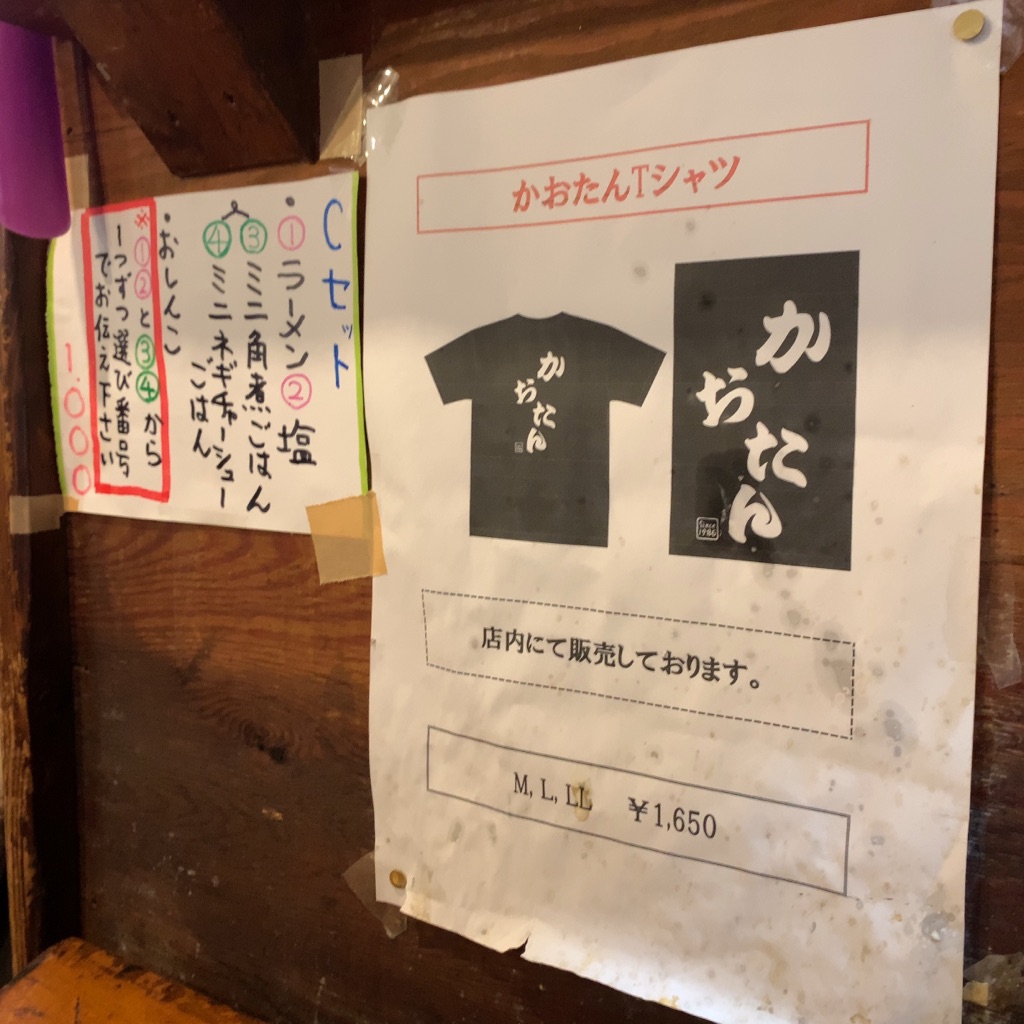 Cセット
・①ラーメン②塩
③ミニ角煮ごはん
④ミニネギチャーシュー
ごはん
・おしんこ
※①②と③④から
1つずつ選び番号
でお伝え下さい
1.000
かおたんTシャツ
かおたん
かおたん
Since
1986
店内にて販売しております。
M, L, LL ￥1,650